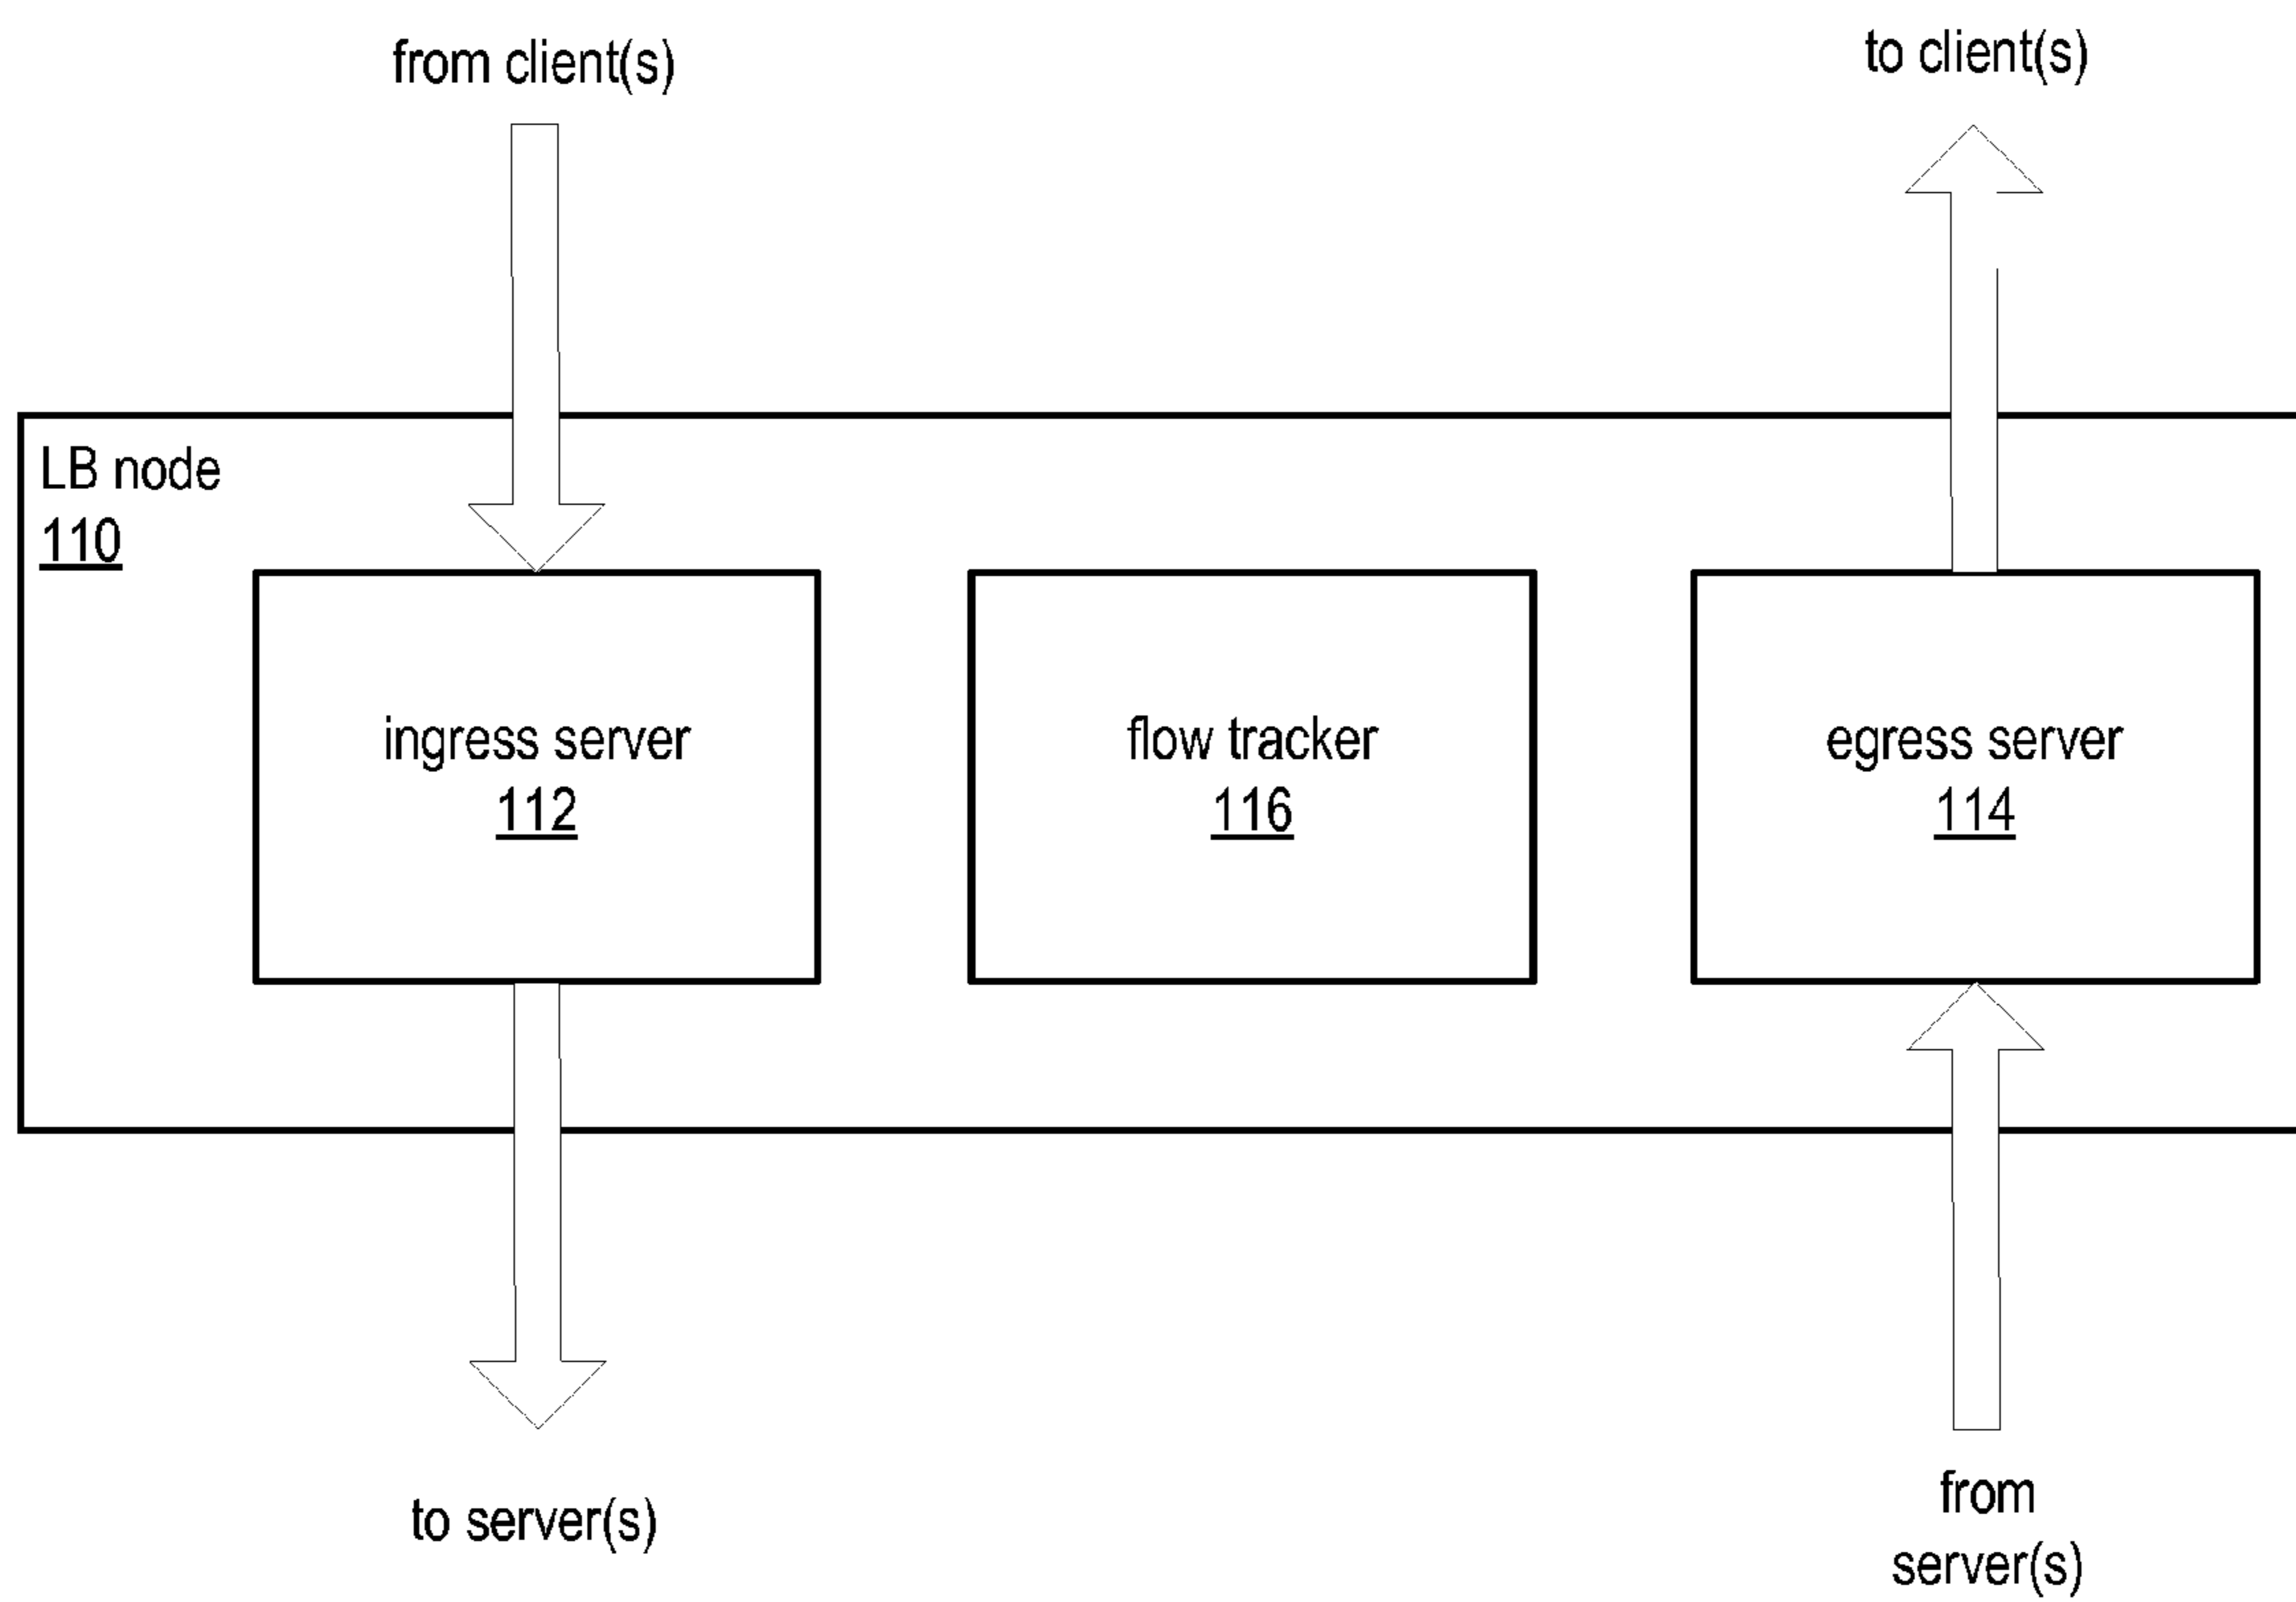 from client(s)
to client(s)
LB node
110
ingress server
112
flow tracker
116
egress server
114
to server(s)
from
server(s)